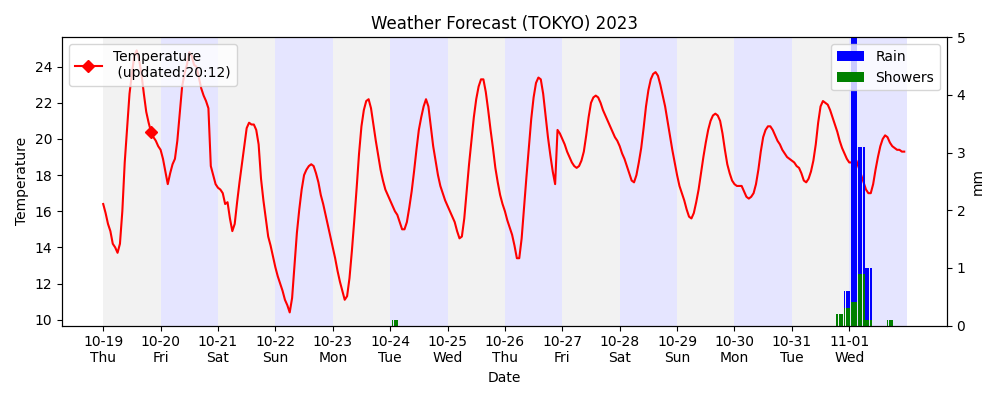 Weather Forecast (TOKYO) 2023
Temperature
(updated:20:12)
Rain
Showers
Temperature
24
22
20
18
16
14
12
10
5
4
3
2
1
0
mm
10-19 10-20 10-21 10-22 10-23 10-24 10-25 10-26 10-27 10-28 10-29 10-30 10-31 11-01
Thu Fri Sat Sun Mon Tue Wed Thu Fri Sat Sun Mon Tue Wed
Date